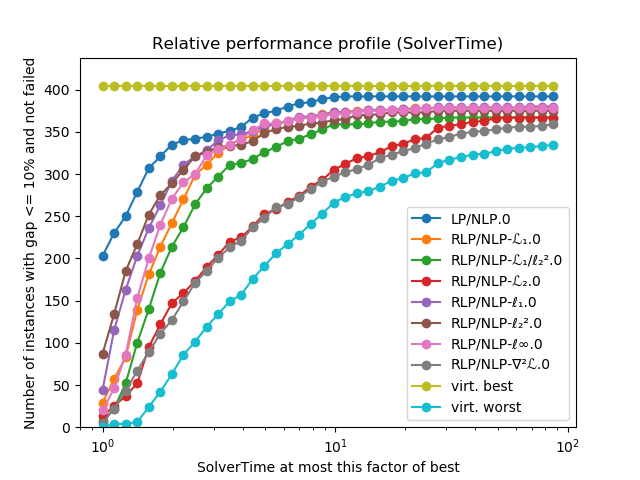 Relative performance profile (SolverTime)
Number of instances with gap <= 10% and not failed
400
350
300
250
200
150
100
50
0
LP/NLP.0
RLP/NLP-ℒ₁.0
RLP/NLP-ℒ₁/ℓ₂².0
RLP/NLP-ℒ₂.0
RLP/NLP-ℓ₁.0
RLP/NLP-ℓ₂².0
RLP/NLP-ℓ∞.0
RLP/NLP-∇²ℒ.0
virt. best
virt. worst
10⁰ 10¹ 10²
SolverTime at most this factor of best